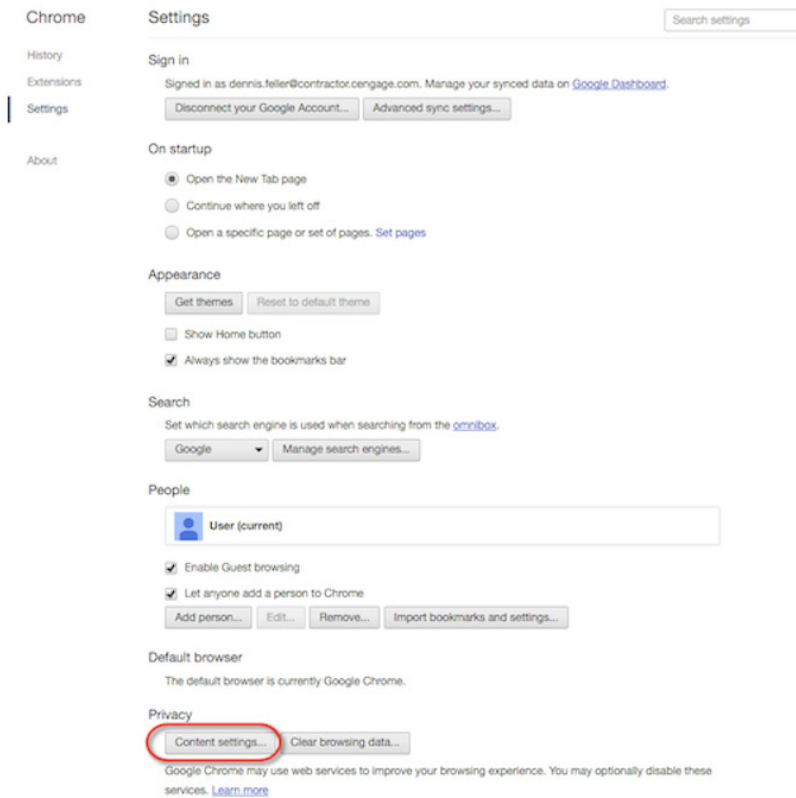 Chrome
Settings
Search settings
History
Extensions
Settings
About
Sign in
Signed in as dennis.feller@contractor.cengage.com. Manage your synced data on Google Dashboard.
Disconnect your Google Account... Advanced sync settings...
On startup
Open the New Tab page
Continue where you left off
Open a specific page or set of pages. Set pages
Appearance
Get themes Reset to default theme
Show Home button
Always show the bookmarks bar
Search
Set which search engine is used when searching from the omnibox.
Google Manage search engines...
People
User (current)
Enable Guest browsing
Let anyone add a person to Chrome
Add person... Edit... Remove... Import bookmarks and settings...
Default browser
The default browser is currently Google Chrome.
Privacy
Content settings... Clear browsing data...
Google Chrome may use web services to improve your browsing experience. You may optionally disable these
services. Learn more